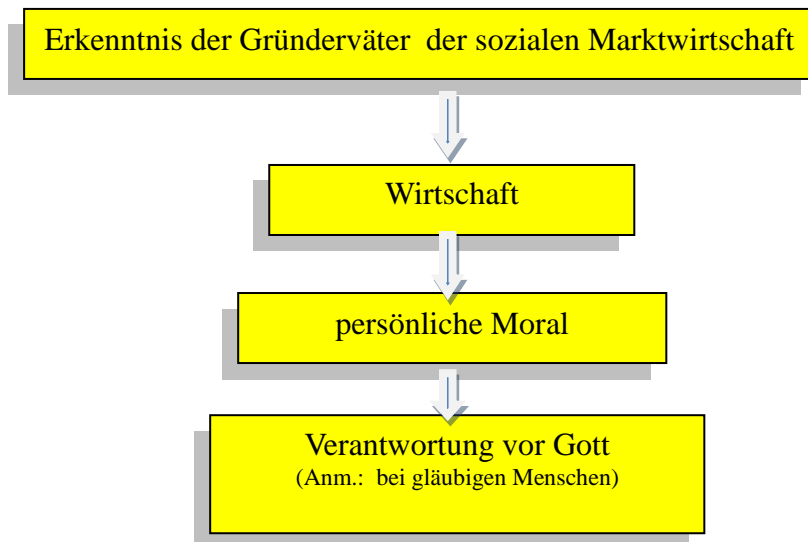 Erkenntnis der Gründerväter der sozialen Marktwirtschaft
Wirtschaft
persönliche Moral
Verantwortung vor Gott
(Anm.: bei gläubigen Menschen)